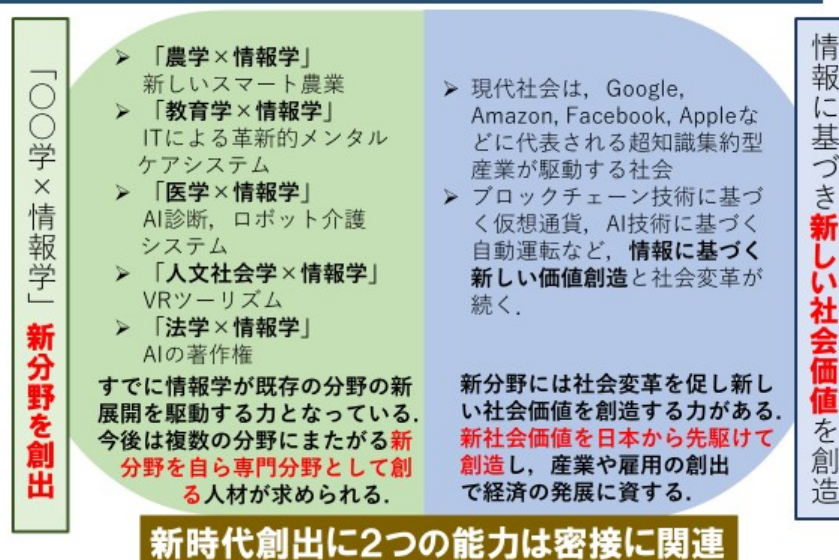 「○○学×情報学」新分野を創出
➢ 「農学×情報学」
新しいスマート農業
➢ 「教育学×情報学」
ITによる革新的メンタル
ケアシステム
➢ 「医学×情報学」
AI診断，ロボット介護
システム
➢ 「人文社会学×情報学」
VRツーリズム
➢ 「法学×情報学」
AIの著作権
すでに情報学が既存の分野の新
展開を駆動する力となっている．
今後は複数の分野にまたがる新
分野を自ら専門分野として創
る人材が求められる．
➢ 現代社会は，Google,
Amazon, Facebook, Appleな
どに代表される超知識集約型
産業が駆動する社会
➢ ブロックチェーン技術に基づ
く仮想通貨，AI技術に基づく
自動運転など，情報に基づく
新しい価値創造と社会変革が
続く．
新分野には社会変革を促し新し
い社会価値を創造する力がある．
新社会価値を日本から先駆けて
創造し，産業や雇用の創出
で経済の発展に資する．
情報に基づき新しい社会価値を創造
新時代創出に2つの能力は密接に関連